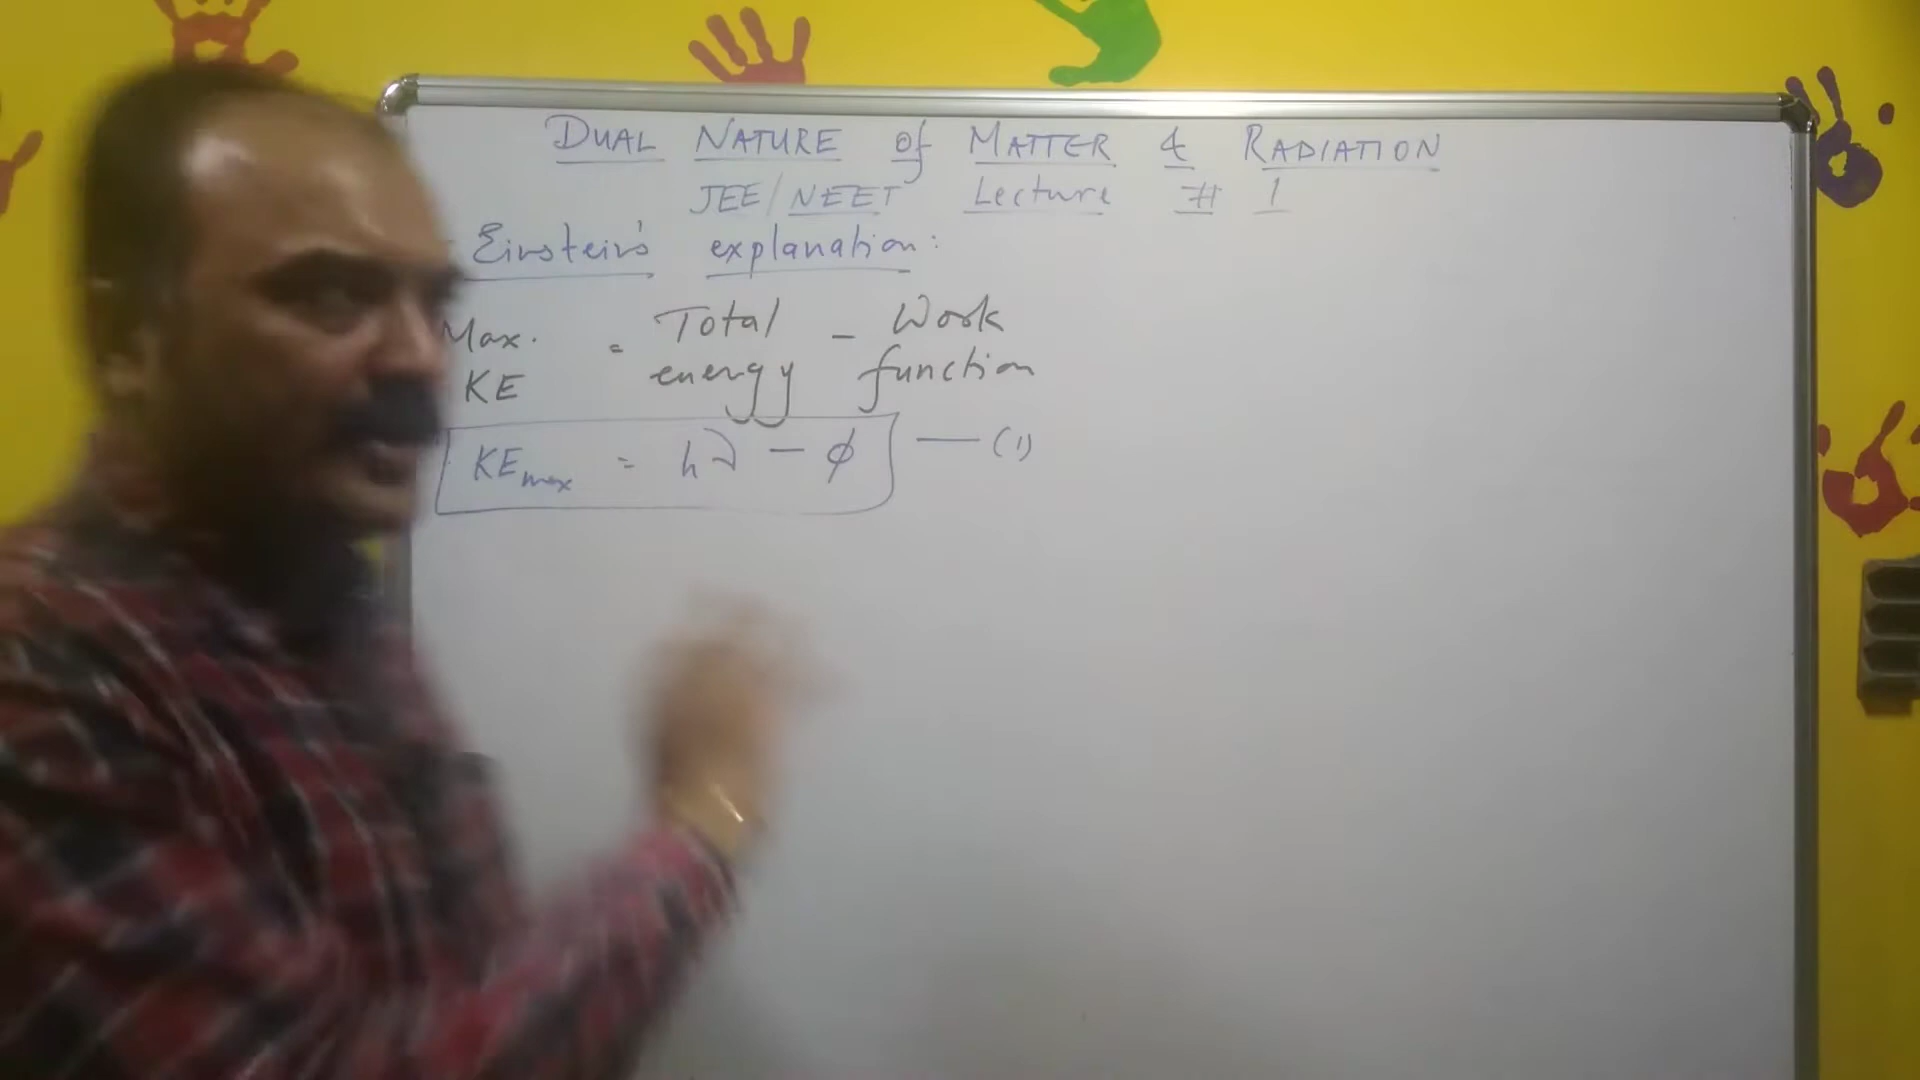 DUAL NATURE of MATTER & RADIATION
JEE/NEET Lecture # 1
Einstein's explanation:
Max. KE = Total energy - Work function
KEmax = hν - ϕ —(1)